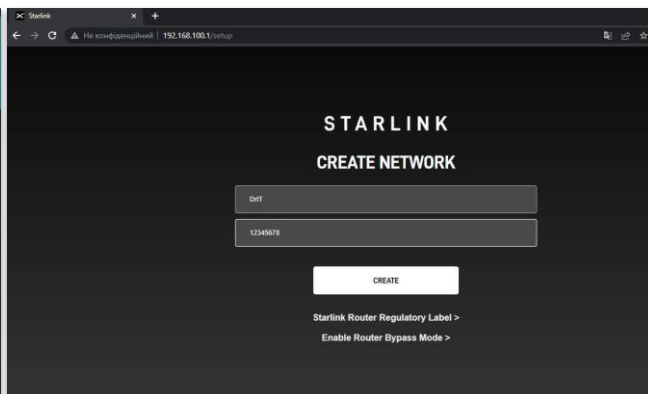 Starlink
Не конфіденційний | 192.168.100.1/setup
STARLINK
CREATE NETWORK
DrIT
12345678
CREATE
Starlink Router Regulatory Label >
Enable Router Bypass Mode >